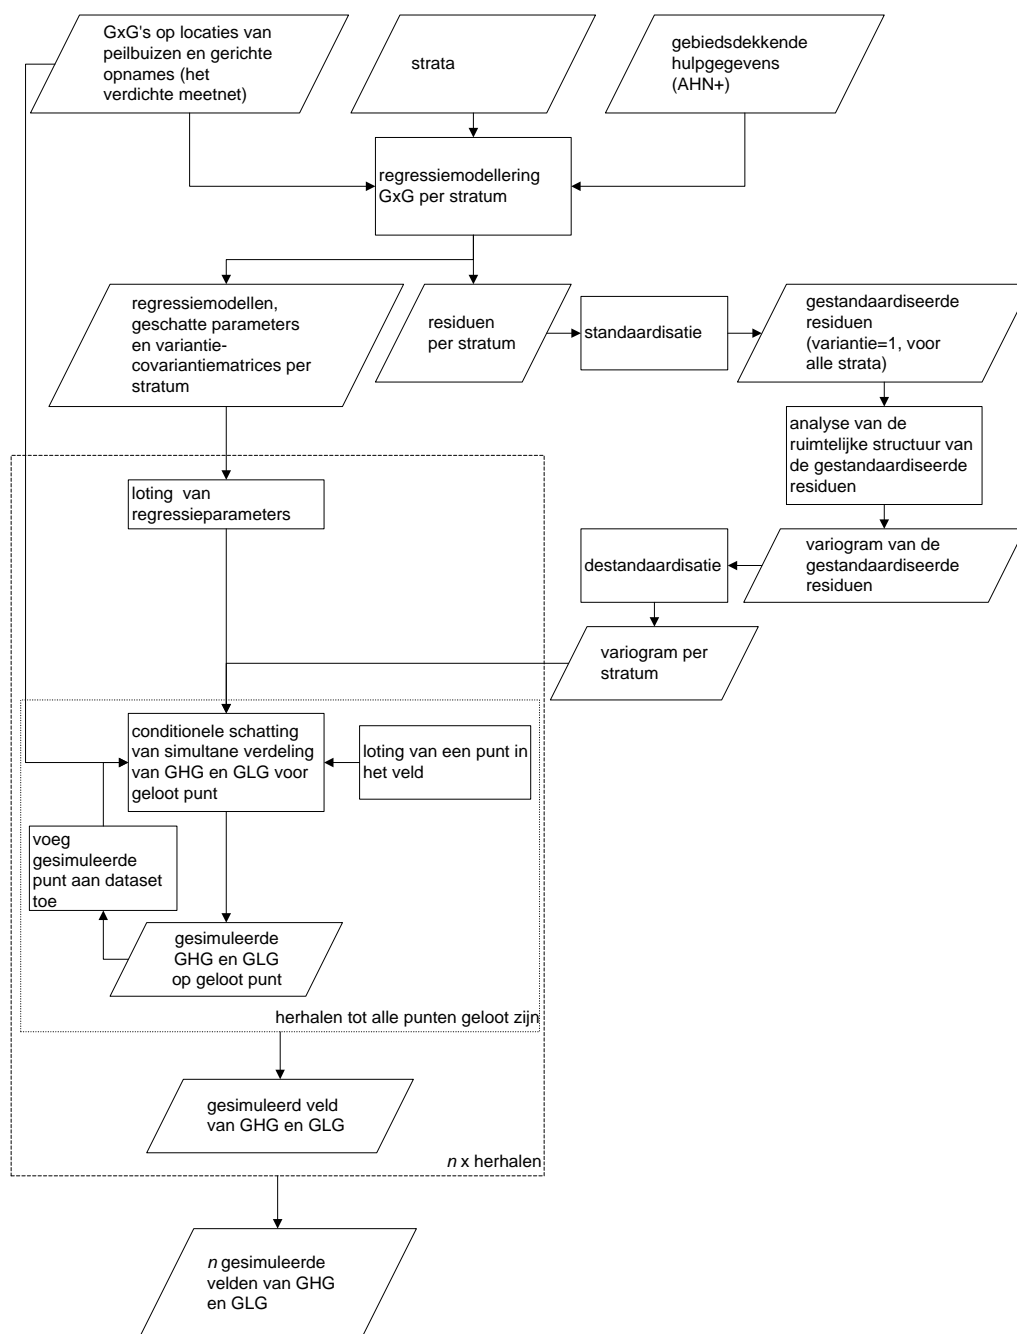 GxG's op locaties van
peilbuizen en gerichte
opnames (het
verdichte meetnet)
strata
gebiedsdekkende
hulpgegevens
(AHN+)
regressiemodellering
GxG per stratum
regressiemodellen,
geschatte parameters
en variantie-
covariantiematrices per
stratum
residuen
per stratum
standaardisatie
gestandaardiseerde
residuen
(variantie=1, voor
alle strata)
analyse van de
ruimtelijke structuur van
de gestandaardiseerde
residuen
loting van
regressieparameters
destandaardisatie
variogram van de
gestandaardiseerde
residuen
variogram per
stratum
conditionele schatting
van simultane verdeling
van GHG en GLG voor
geloot punt
loting van een punt in
het veld
voeg
gesimuleerde
punt aan dataset
toe
gesimuleerde
GHG en GLG
op geloot punt
herhalen tot alle punten geloot zijn
gesimuleerd veld
van GHG en GLG
n x herhalen
n gesimuleerde
velden van GHG
en GLG